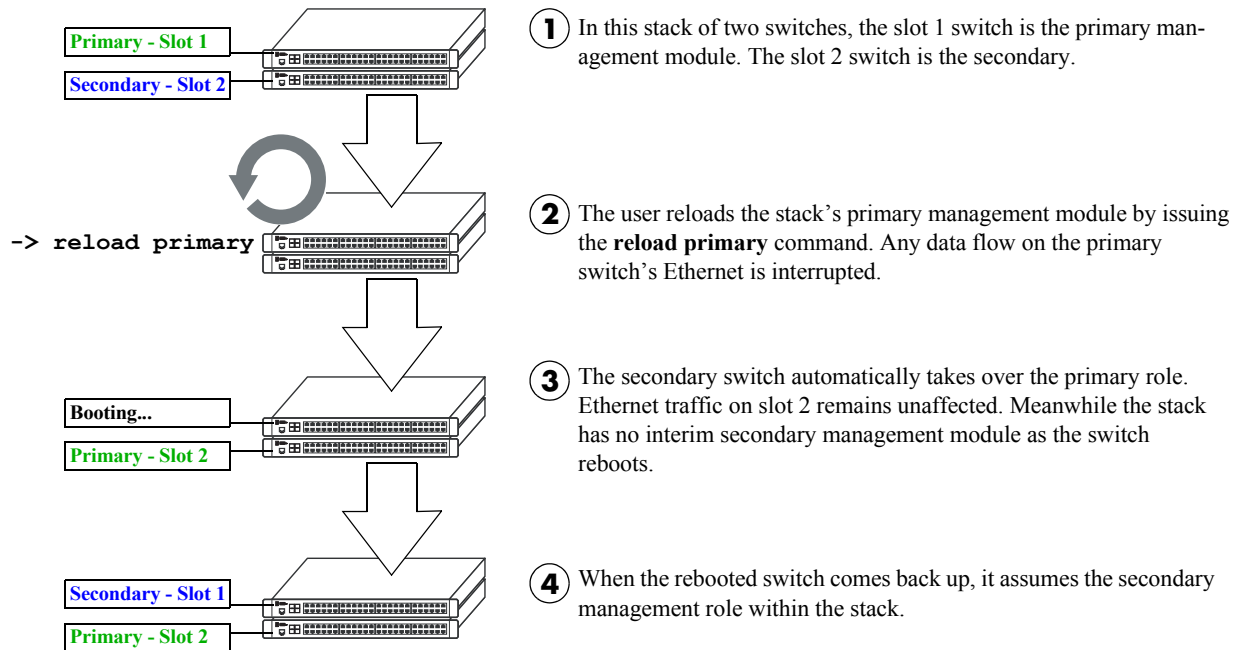 Primary - Slot 1
Secondary - Slot 2
1 In this stack of two switches, the slot 1 switch is the primary man-
agement module. The slot 2 switch is the secondary.
-> reload primary
2 The user reloads the stack’s primary management module by issuing
the reload primary command. Any data flow on the primary
switch’s Ethernet is interrupted.
Booting...
Primary - Slot 2
3 The secondary switch automatically takes over the primary role.
Ethernet traffic on slot 2 remains unaffected. Meanwhile the stack
has no interim secondary management module as the switch
reboots.
Secondary - Slot 1
Primary - Slot 2
4 When the rebooted switch comes back up, it assumes the secondary
management role within the stack.